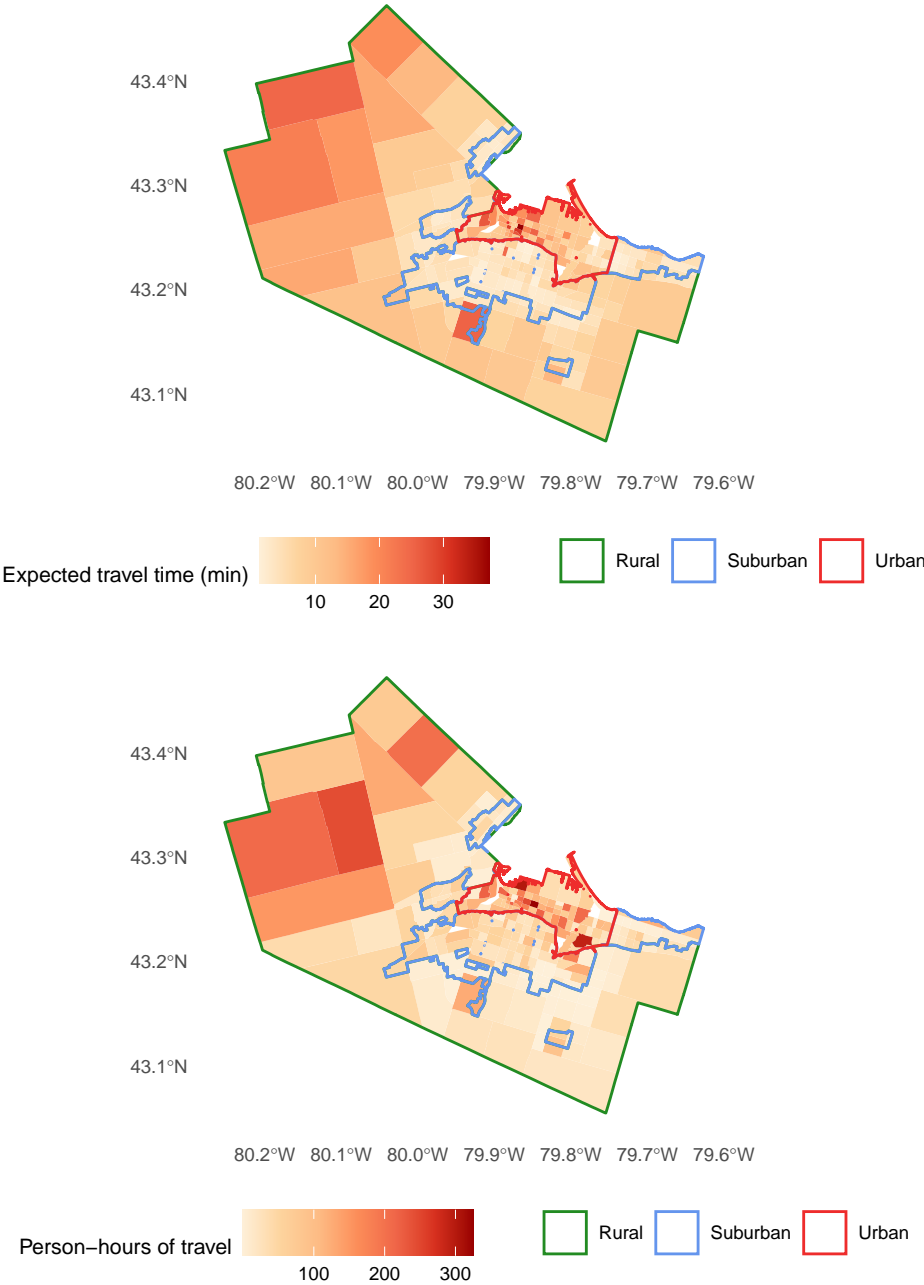 43.4°N
43.3°N
43.2°N
43.1°N
80.2°W 80.1°W 80.0°W 79.9°W 79.8°W 79.7°W 79.6°W
Expected travel time (min)
10 20 30
Rural Suburban Urban
43.4°N
43.3°N
43.2°N
43.1°N
80.2°W 80.1°W 80.0°W 79.9°W 79.8°W 79.7°W 79.6°W
Person−hours of travel
100 200 300
Rural Suburban Urban